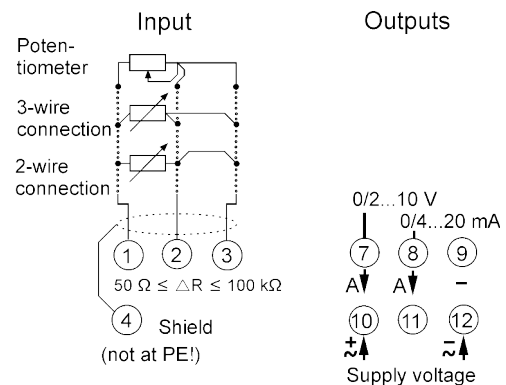 Input
Outputs
Poten-
tiometer
3-wire
connection
2-wire
connection
0/2...10 V
0/4...20 mA
1 2 3
7 8 9
50 Ω ≤ △R ≤ 100 kΩ
A A –
4
10 11 12
Shield
(not at PE!)
+ ~ – ~
Supply voltage